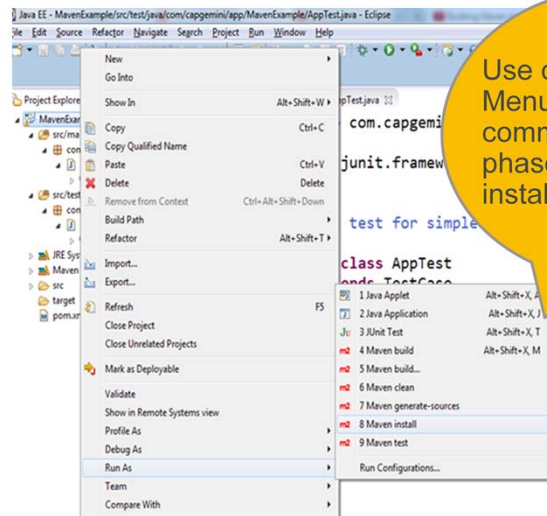 Java EE - MavenExample/src/test/java/com/capgemini/app/MavenExample/AppTest.java - Eclipse
File Edit Source Refactor Navigate Search Project Run Window Help
Project Explore
MavenExar
src/ma
con
src/test
con
JRE Sys
Maven
src
target
pom.xr
New
Go Into
Show In Alt+Shift+W
Copy Ctrl+C
Copy Qualified Name
Paste Ctrl+V
Delete Delete
Remove from Context Ctrl+Alt+Shift+Down
Build Path
Refactor Alt+Shift+T
Import...
Export...
Refresh F5
Close Project
Close Unrelated Projects
Mark as Deployable
Validate
Show in Remote Systems view
Profile As
Debug As
Run As
Team
Compare With
pTest.java
com.capgemi
junit.framew
test for simple
class AppTest
ends TestCase
1 Java Applet Alt+Shift+X, A
2 Java Application Alt+Shift+X, J
3 JUnit Test Alt+Shift+X, T
4 Maven build Alt+Shift+X, M
5 Maven build...
6 Maven clean
7 Maven generate-sources
8 Maven install
9 Maven test
Run Configurations...
Use
Menu
comm
phase
instal